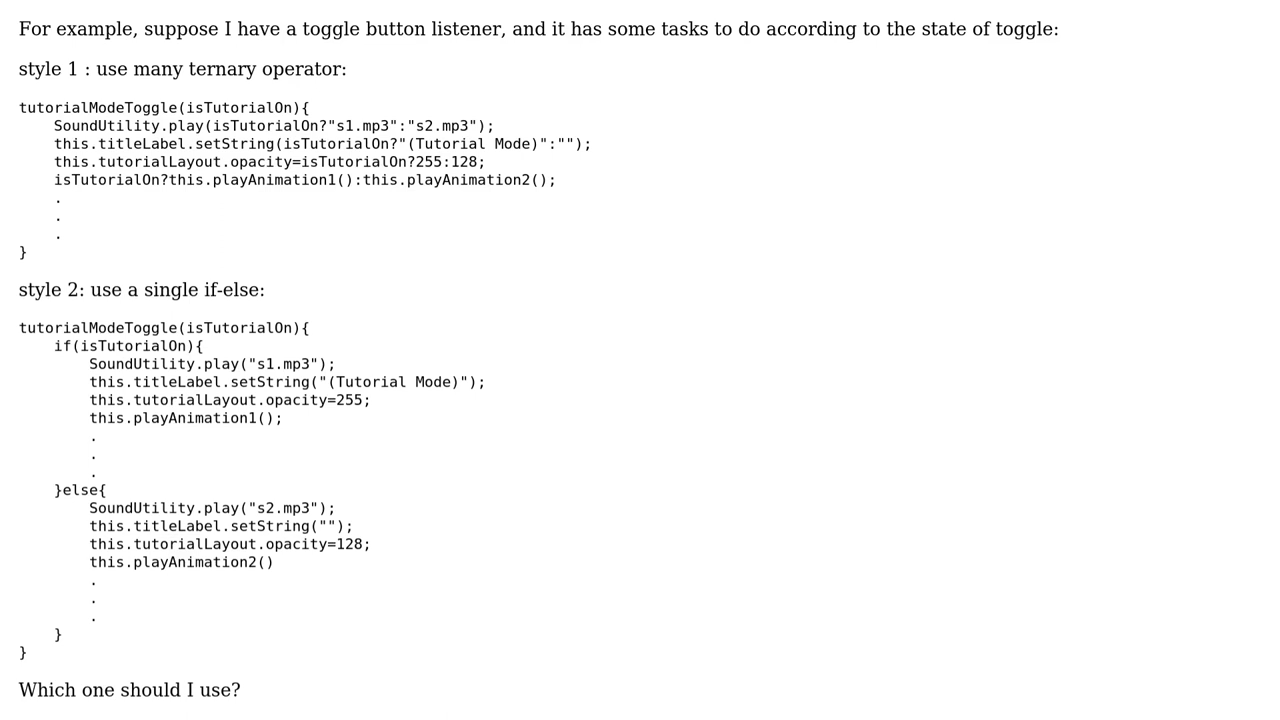 For example, suppose I have a toggle button listener, and it has some tasks to do according to the state of toggle:
style 1 : use many ternary operator:
tutorialModeToggle(isTutorialOn){
    SoundUtility.play(isTutorialOn?"s1.mp3":"s2.mp3");
    this.titleLabel.setString(isTutorialOn?"(Tutorial Mode)":"");
    this.tutorialLayout.opacity=isTutorialOn?255:128;
    isTutorialOn?this.playAnimation1():this.playAnimation2();
    .
    .
    .
}
style 2: use a single if-else:
tutorialModeToggle(isTutorialOn){
    if(isTutorialOn){
        SoundUtility.play("s1.mp3");
        this.titleLabel.setString("(Tutorial Mode)");
        this.tutorialLayout.opacity=255;
        this.playAnimation1();
        .
        .
        .
    }else{
        SoundUtility.play("s2.mp3");
        this.titleLabel.setString("");
        this.tutorialLayout.opacity=128;
        this.playAnimation2()
        .
        .
        .
    }
}
Which one should I use?